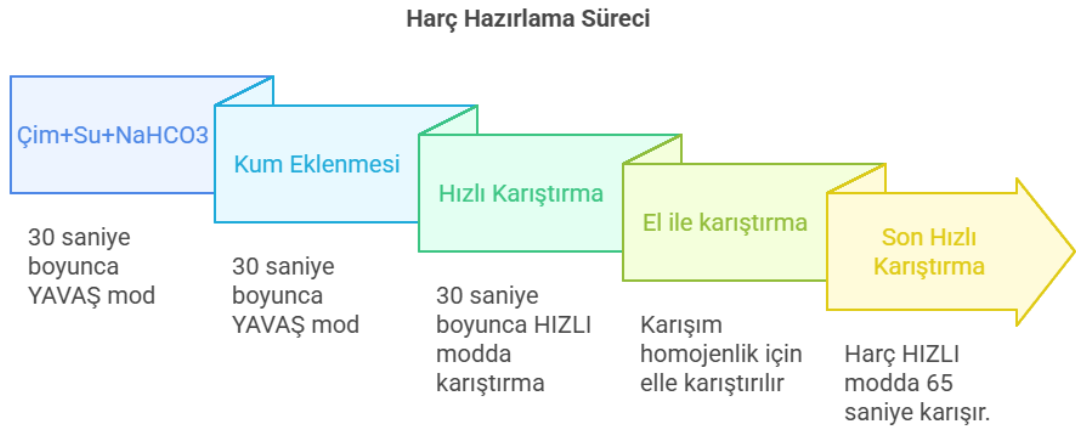 Harç Hazırlama Süreci
Çim+Su+NaHCO3
30 saniye
boyunca
YAVAŞ mod
Kum Eklenmesi
30 saniye
boyunca
YAVAŞ mod
Hızlı Karıştırma
30 saniye
boyunca HIZLI
modda
karıştırma
El ile karıştırma
Karışım
homojenlik için
elle karıştırılır
Son Hızlı
Karıştırma
Harç HIZLI
modda 65
saniye karışır.